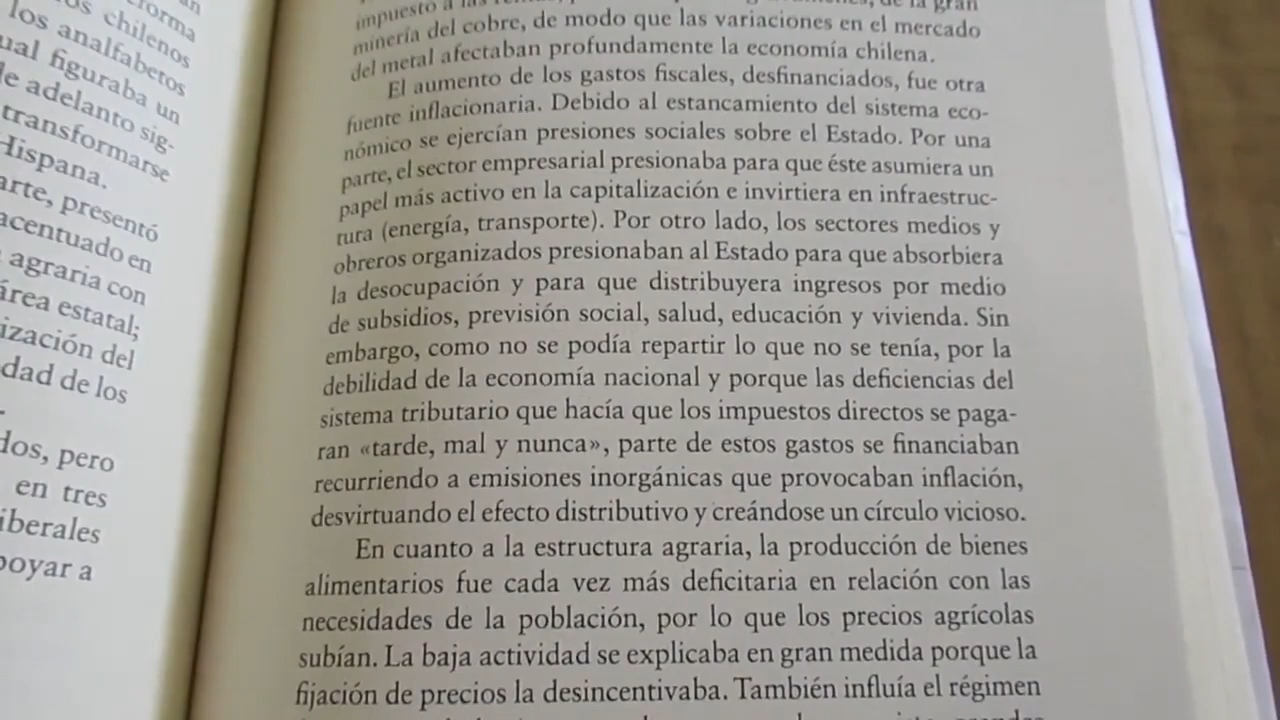 forma
chilenos
los analfabetos
ual figuraba un
de adelanto sig-
transformarse
Hispana.
arte, presentó
acentuado en
agraria con
área estatal;
ización del
dad de los
dos, pero
en tres
iberales
poyar a
impuesto a las de la gran
minería del cobre, de modo que las variaciones en el mercado
del metal afectaban profundamente la economía chilena.
El aumento de los gastos fiscales, desfinanciados, fue otra
fuente inflacionaria. Debido al estancamiento del sistema eco-
nómico se ejercían presiones sociales sobre el Estado. Por una
parte, el sector empresarial presionaba para que éste asumiera un
papel más activo en la capitalización e invirtiera en infraestruc-
tura (energía, transporte). Por otro lado, los sectores medios y
obreros organizados presionaban al Estado para que absorbiera
la desocupación y para que distribuyera ingresos por medio
de subsidios, previsión social, salud, educación y vivienda. Sin
embargo, como no se podía repartir lo que no se tenía, por la
debilidad de la economía nacional y porque las deficiencias del
sistema tributario que hacía que los impuestos directos se paga-
ran «tarde, mal y nunca», parte de estos gastos se financiaban
recurriendo a emisiones inorgánicas que provocaban inflación,
desvirtuando el efecto distributivo y creándose un círculo vicioso.
En cuanto a la estructura agraria, la producción de bienes
alimentarios fue cada vez más deficitaria en relación con las
necesidades de la población, por lo que los precios agrícolas
subían. La baja actividad se explicaba en gran medida porque la
fijación de precios la desincentivaba. También influía el régimen